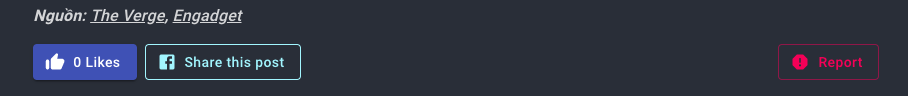 Nguồn: The Verge, Engadget
0 Likes Share this post Report